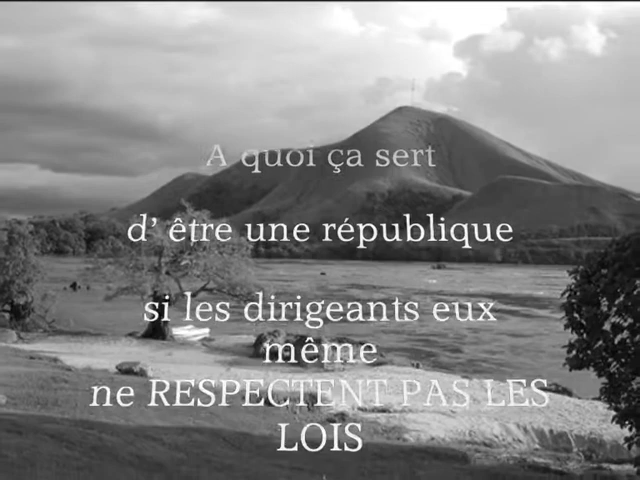 A quoi ça sert
d’ être une république
si les dirigeants eux
même
ne RESPECTENT PAS LES
LOIS